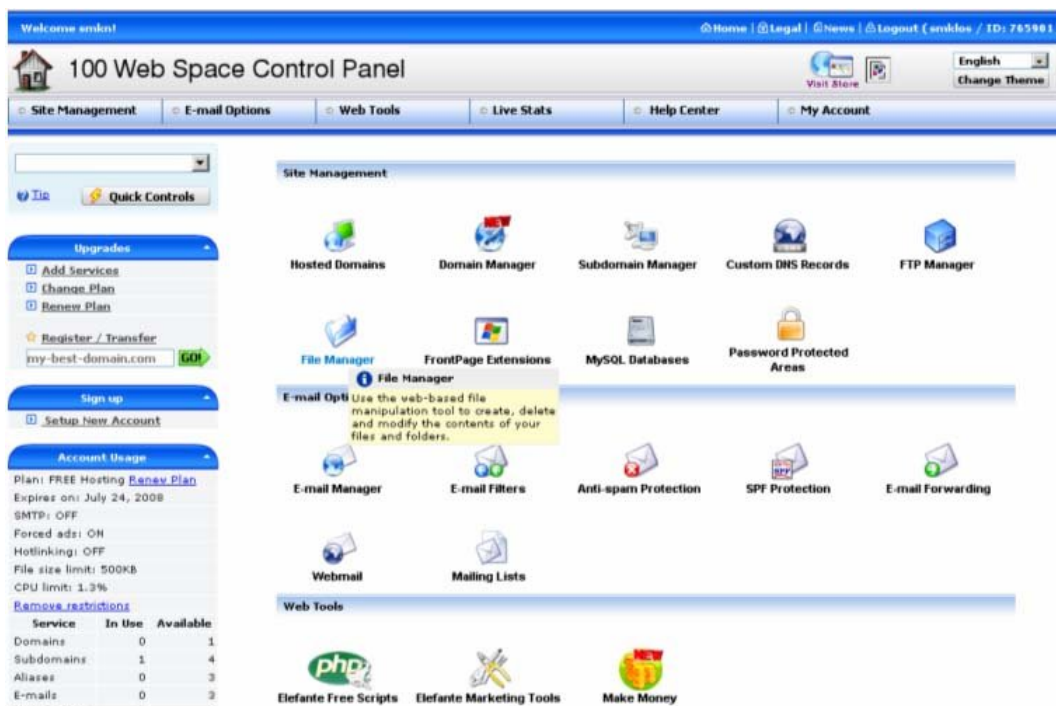 Welcome smkn!
Home | Legal | News | Logout ( smklos / ID: 765981
100 Web Space Control Panel
Visit Store
English
Change Theme
Site Management
E-mail Options
Web Tools
Live Stats
Help Center
My Account
Tip
Quick Controls
Upgrades
Add Services
Change Plan
Renew Plan
Register / Transfer
my-best-domain.com GO!
Sign up
Setup New Account
Account Usage
Plan: FREE Hosting Renew Plan
Expires on: July 24, 2008
SMTP: OFF
Forced ads: ON
Hotlinking: OFF
File size limit: 500KB
CPU limit: 1.3%
Remove restrictions
Service In Use Available
Domains 0 1
Subdomains 1 4
Aliases 0 3
E-mails 0 3
Site Management
NEW
Hosted Domains
Domain Manager
Subdomain Manager
Custom DNS Records
FTP Manager
File Manager
FrontPage Extensions
MySQL Databases
Password Protected
Areas
File Manager
Use the web-based file
manipulation tool to create, delete
and modify the contents of your
files and folders.
E-mail Opti
SPF
E-mail Manager
E-mail Filters
Anti-spam Protection
SPF Protection
E-mail Forwarding
Webmail
Mailing Lists
Web Tools
php
NEW
Elefante Free Scripts
Elefante Marketing Tools
Make Money